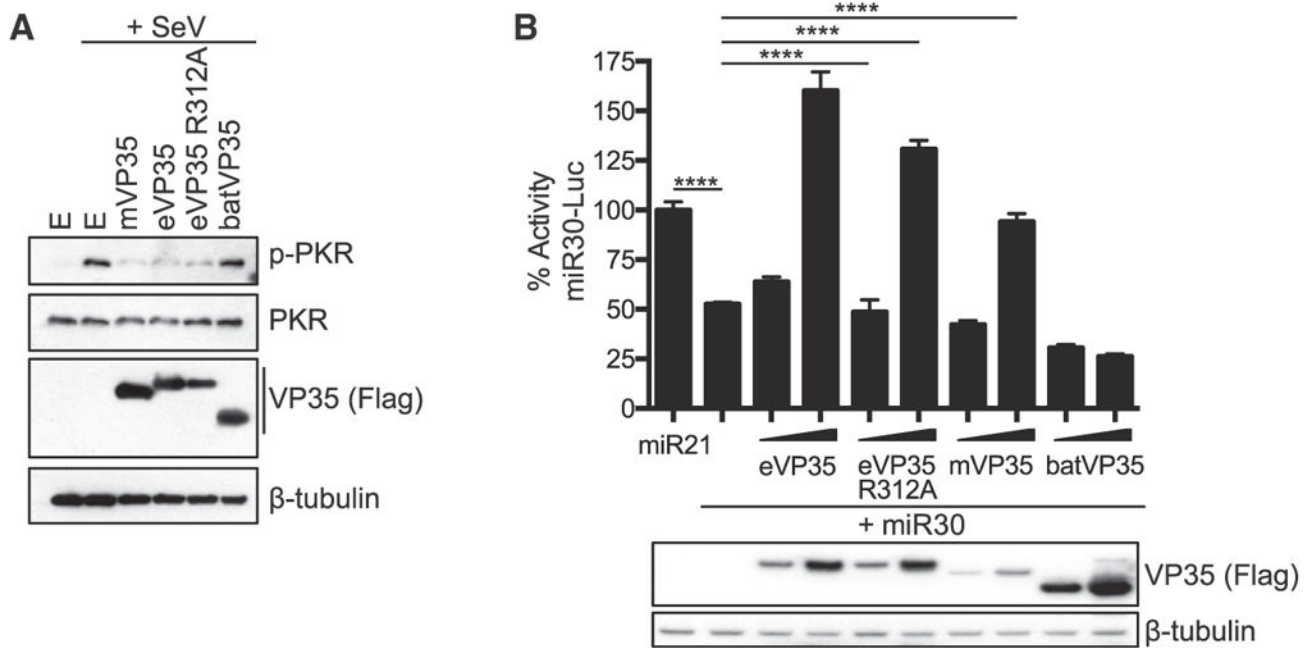 A
+ SeV
E
E
mVP35
eVP35
eVP35 R312A
batVP35
p-PKR
PKR
VP35 (Flag)
β-tubulin
B
****
****
****
****
% Activity
miR30-Luc
175
150
125
100
75
50
25
0
miR21
eVP35
eVP35
R312A
mVP35
batVP35
+ miR30
VP35 (Flag)
β-tubulin